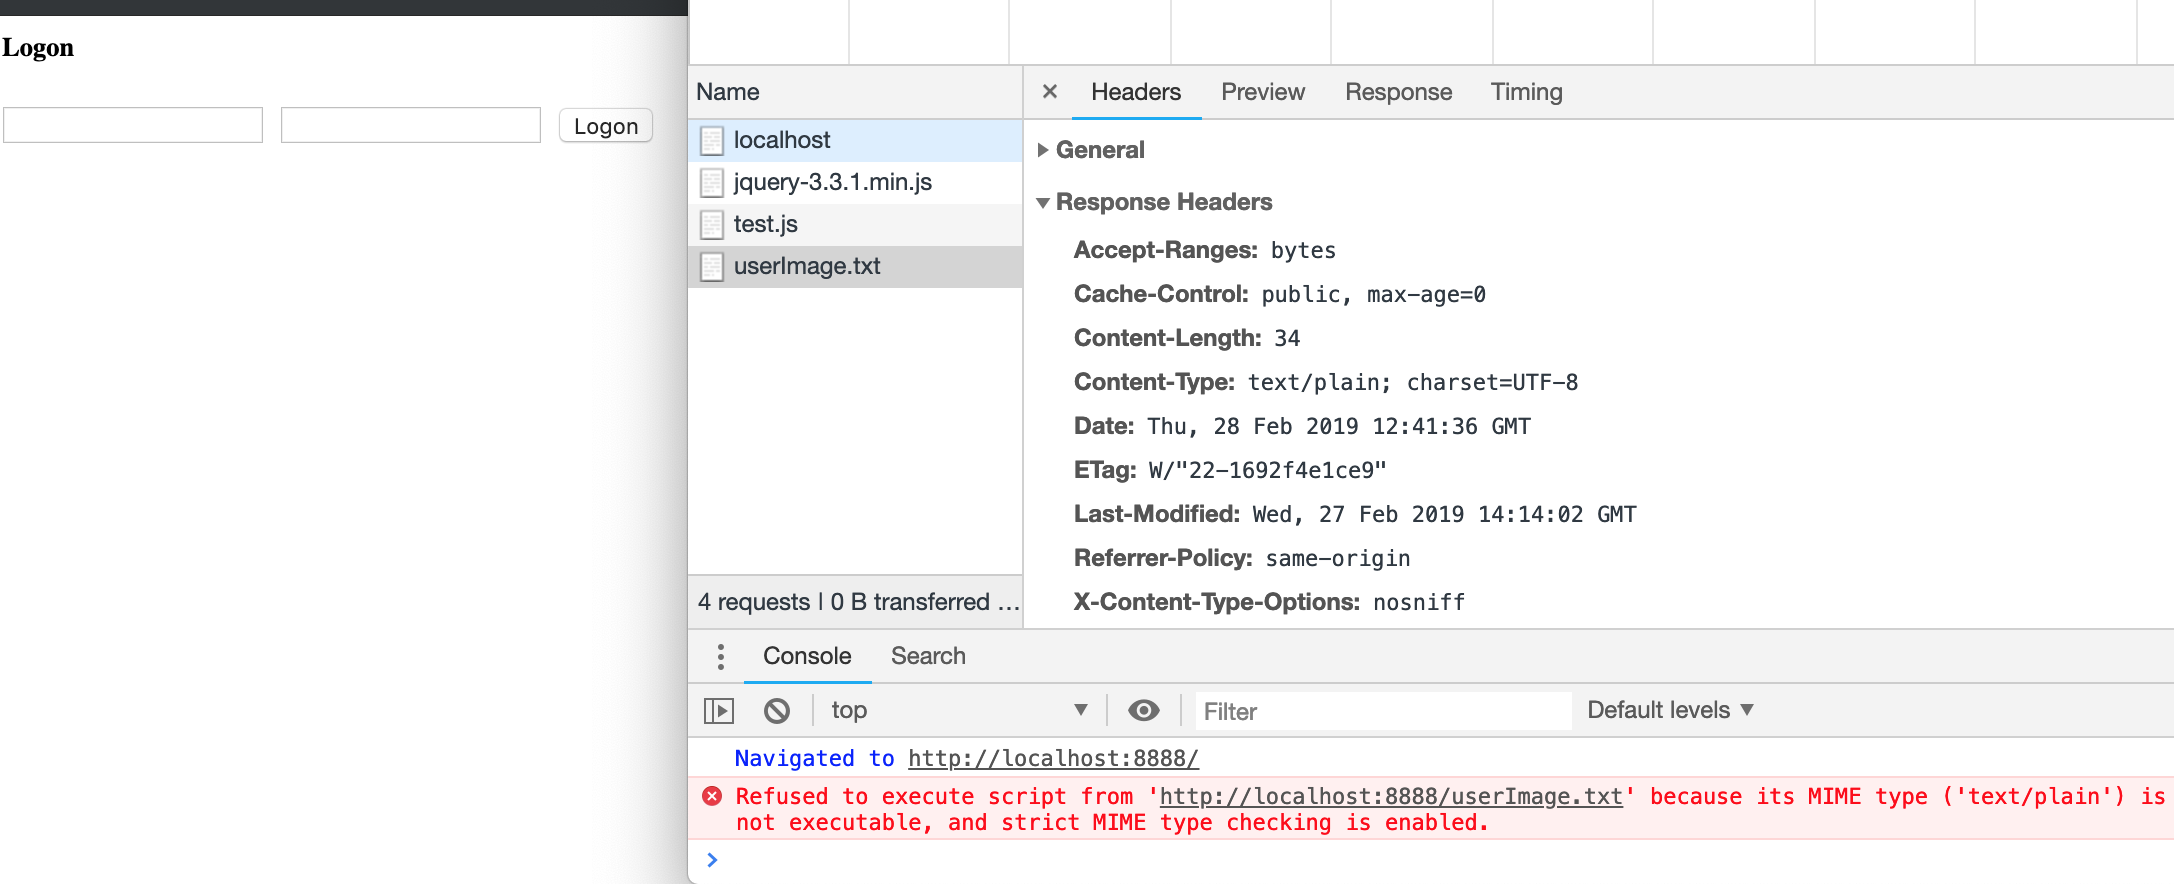 Logon
Logon
Name
localhost
jquery-3.3.1.min.js
test.js
userImage.txt
4 requests | 0 B transferred ...
× Headers Preview Response Timing
General
Response Headers
Accept-Ranges: bytes
Cache-Control: public, max-age=0
Content-Length: 34
Content-Type: text/plain; charset=UTF-8
Date: Thu, 28 Feb 2019 12:41:36 GMT
ETag: W/"22-1692f4e1ce9"
Last-Modified: Wed, 27 Feb 2019 14:14:02 GMT
Referrer-Policy: same-origin
X-Content-Type-Options: nosniff
Console Search
top Filter Default levels
Navigated to http://localhost:8888/
Refused to execute script from 'http://localhost:8888/userImage.txt' because its MIME type ('text/plain') is
not executable, and strict MIME type checking is enabled.